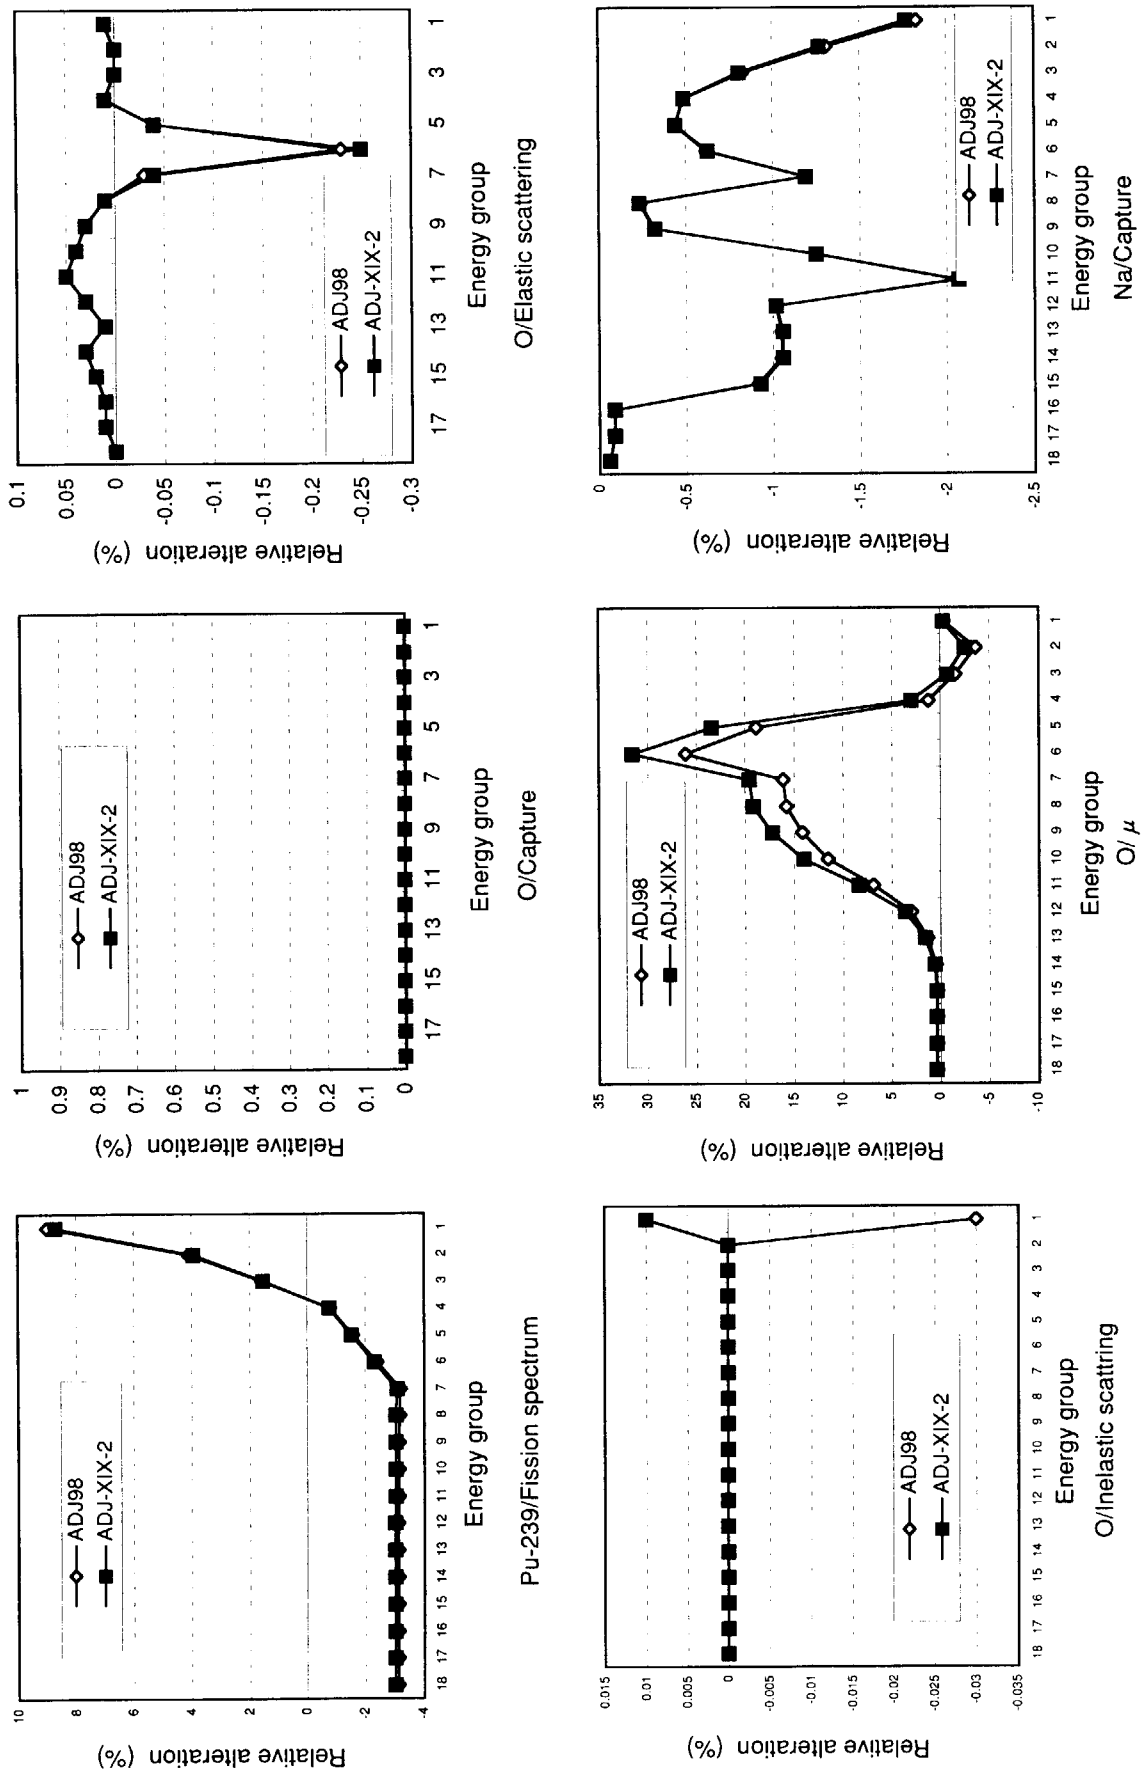 Relative alteration (%)
10
8
6
4
2
0
-2
-4
ADJ98
ADJ-XIX-2
18 17 16 15 14 13 12 11 10 9 8 7 6 5 4 3 2 1
Energy group
Pu-239/Fission spectrum
Relative alteration (%)
1
0.9
0.8
0.7
0.6
0.5
0.4
0.3
0.2
0.1
0
ADJ98
ADJ-XIX-2
17 15 13 11 9 7 5 3 1
Energy group
O/Capture
Relative alteration (%)
0.1
0.05
0
-0.05
-0.1
-0.15
-0.2
-0.25
-0.3
ADJ98
ADJ-XIX-2
17 15 13 11 9 7 5 3 1
Energy group
O/Elastic scattering
Relative alteration (%)
0.015
0.01
0.005
0
-0.005
-0.01
-0.015
-0.02
-0.025
-0.03
-0.035
ADJ98
ADJ-XIX-2
18 17 16 15 14 13 12 11 10 9 8 7 6 5 4 3 2 1
Energy group
O/Inelastic scattring
Relative alteration (%)
35
30
25
20
15
10
5
0
-5
-10
ADJ98
ADJ-XIX-2
18 17 16 15 14 13 12 11 10 9 8 7 6 5 4 3 2 1
Energy group
O/μ
Relative alteration (%)
0
-0.5
-1
-1.5
-2
-2.5
ADJ98
ADJ-XIX-2
18 17 16 15 14 13 12 11 10 9 8 7 6 5 4 3 2 1
Energy group
Na/Capture